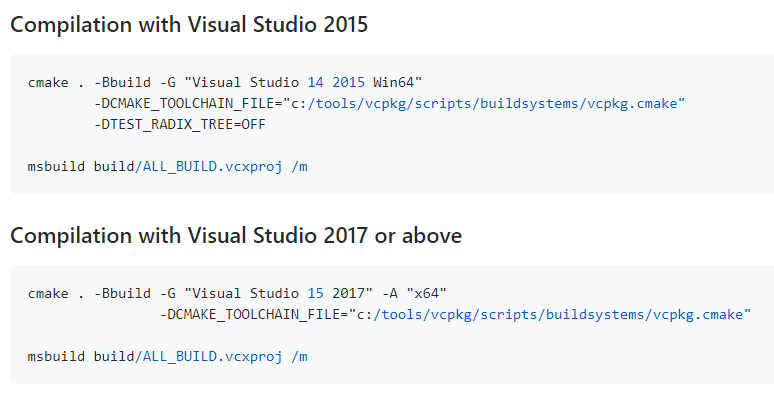 Compilation with Visual Studio 2015
cmake . -Bbuild -G "Visual Studio 14 2015 Win64"
-DCMAKE_TOOLCHAIN_FILE="c:/tools/vcpkg/scripts/buildsystems/vcpkg.cmake"
-DTEST_RADIX_TREE=OFF
msbuild build/ALL_BUILD.vcxproj /m
Compilation with Visual Studio 2017 or above
cmake . -Bbuild -G "Visual Studio 15 2017" -A "x64"
-DCMAKE_TOOLCHAIN_FILE="c:/tools/vcpkg/scripts/buildsystems/vcpkg.cmake"
msbuild build/ALL_BUILD.vcxproj /m